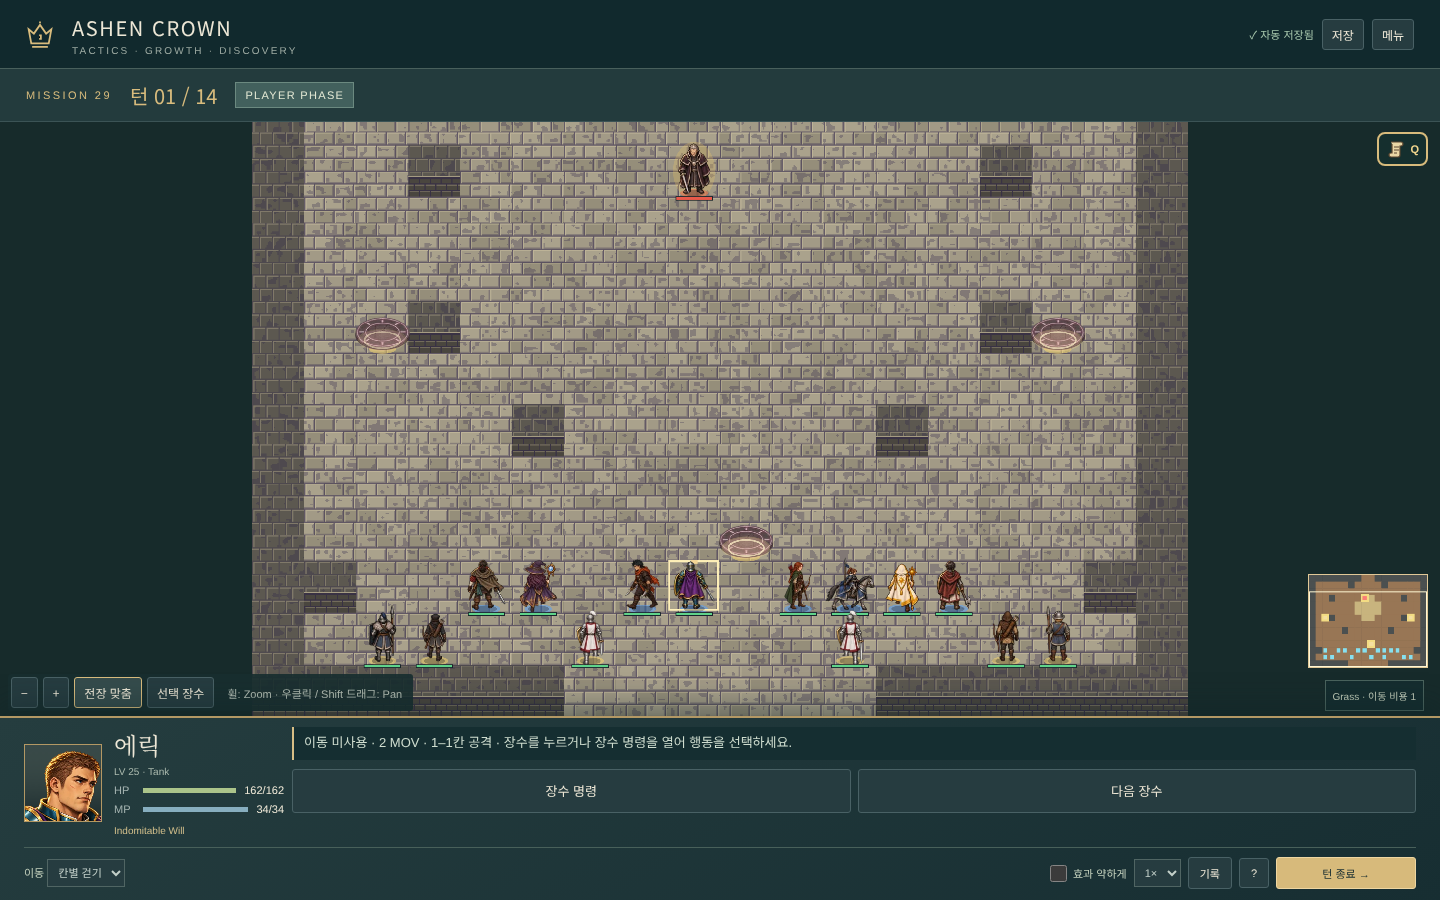 ASHEN CROWN
TACTICS · GROWTH · DISCOVERY
✓ 자동 저장됨
저장
메뉴
MISSION 29
턴 01 / 14
PLAYER PHASE
Q
−
+
전장 맞춤
선택 장수
휠: Zoom · 우클릭 / Shift 드래그: Pan
Grass · 이동 비용 1
에릭
LV 25 · Tank
HP 162/162
MP 34/34
Indomitable Will
이동 미사용 · 2 MOV · 1–1칸 공격 · 장수를 누르거나 장수 명령을 열어 행동을 선택하세요.
장수 명령
다음 장수
이동
칸별 걷기
효과 약하게
1×
기록
?
턴 종료 →